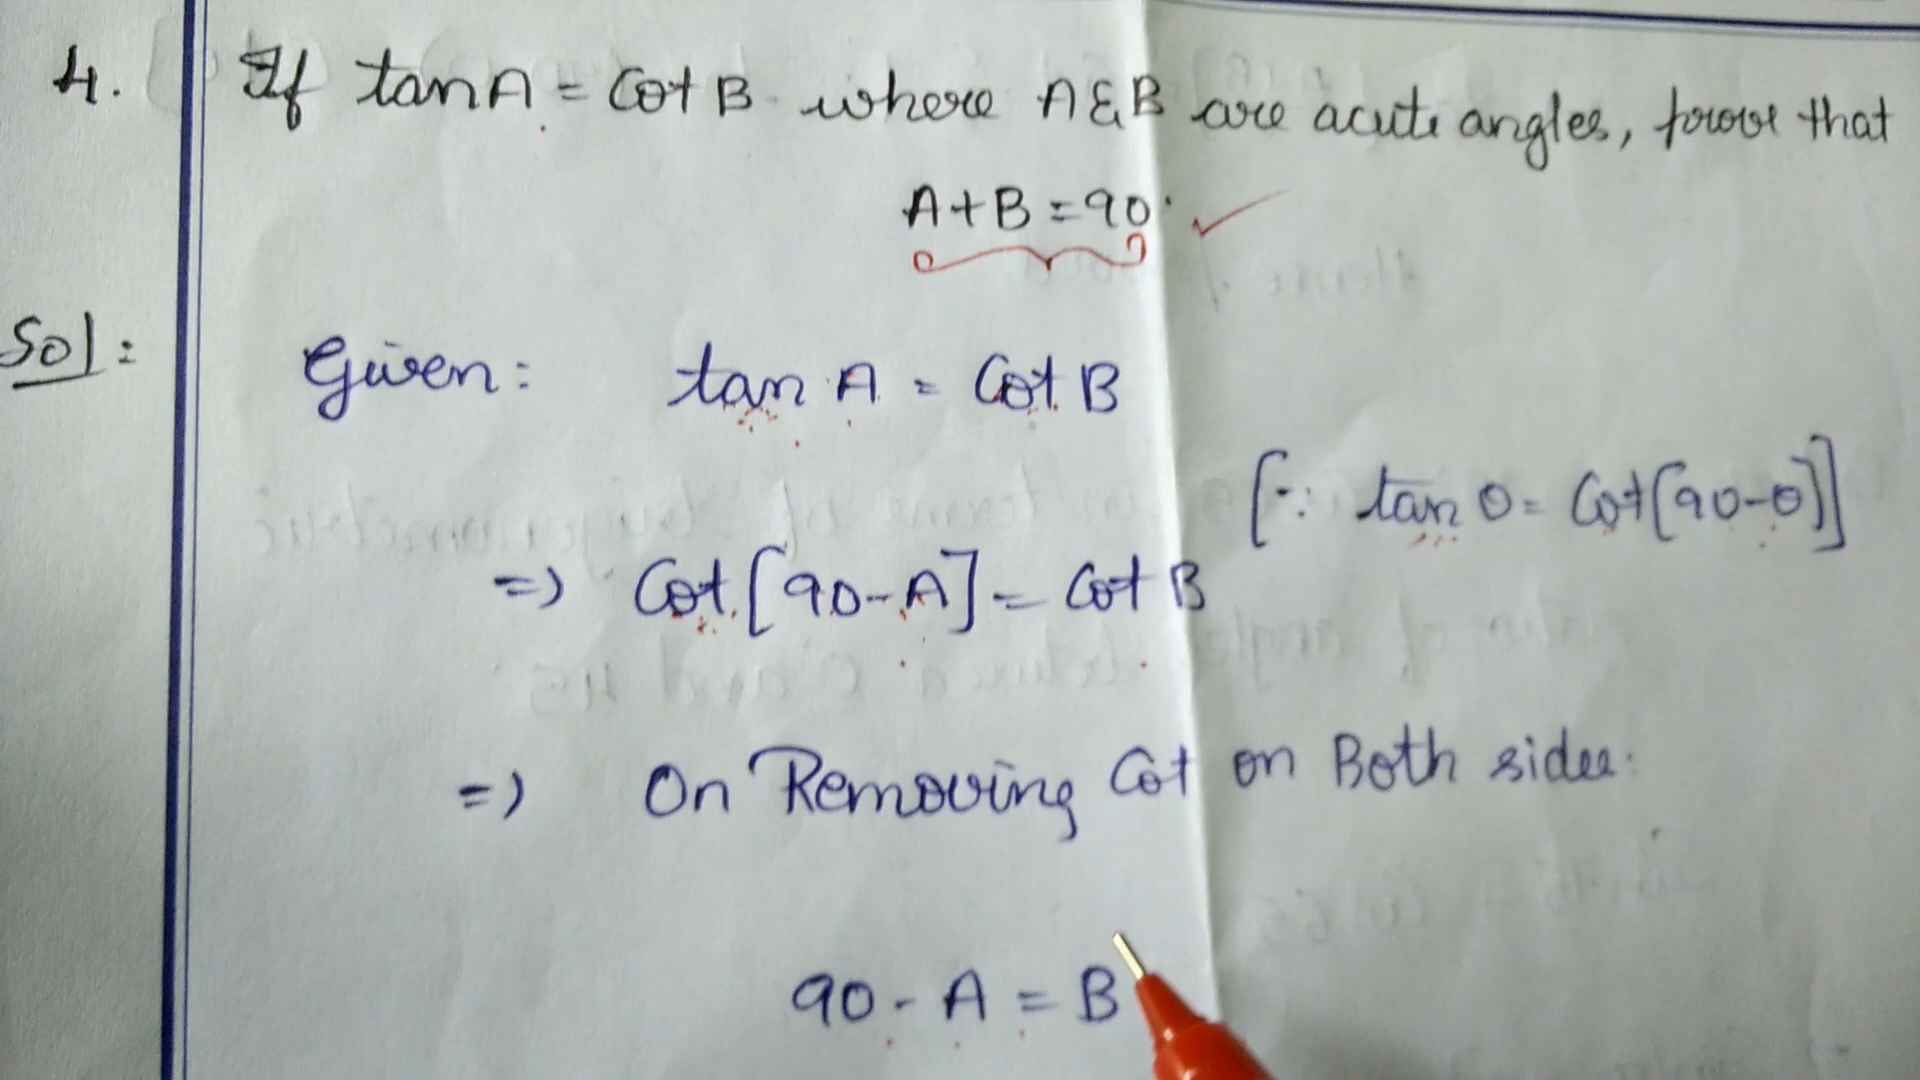 4. If tan A = Cot B where A & B are acute angles, prove that
A + B = 90°
Sol:
Given: tan A = Cot B
[∵ tan θ = Cot [90 - θ]]
=> Cot [90 - A] = Cot B
=> On Removing Cot on Both sides.
90 - A = B